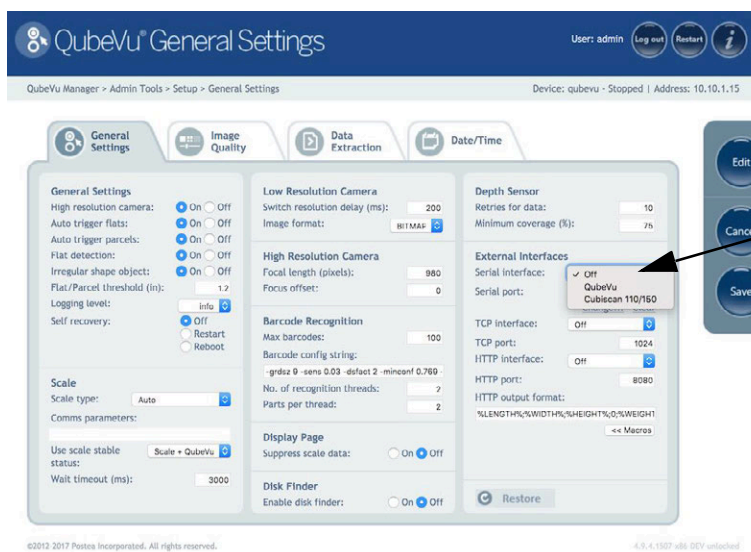 QubeVu® General Settings
User: admin
Log out
Restart
i
QubeVu Manager > Admin Tools > Setup > General Settings
Device: qubevu - Stopped | Address: 10.10.1.15
General Settings
Image Quality
Data Extraction
Date/Time
Edit
Save
General Settings
High resolution camera: On Off
Auto trigger flats: On Off
Auto trigger parcels: On Off
Flat detection: On Off
Irregular shape object: On Off
Flat/Parcel threshold (in): 1.2
Logging level: info
Self recovery: Off
Restart
Reboot
Scale
Scale type: Auto
Comms parameters:
Use scale stable status: Scale + QubeVu
Wait timeout (ms): 3000
Low Resolution Camera
Switch resolution delay (ms): 200
Image format: BITMAP
High Resolution Camera
Focal length (pixels): 980
Focus offset: 0
Barcode Recognition
Max barcodes: 100
Barcode config string:
-grdsz 9 -sens 0.03 -dsfact 2 -minconf 0.769
No. of recognition threads: 2
Parts per thread: 2
Display Page
Suppress scale data: On Off
Disk Finder
Enable disk finder: On Off
Depth Sensor
Retries for data: 10
Minimum coverage (%): 75
External Interfaces
Serial interface: ✓ Off
QubeVu
Cubiscan 110/150
Serial port:
TCP interface: Off
TCP port: 1024
HTTP interface: Off
HTTP port: 8080
HTTP output format:
%LENGTH%;%WIDTH%;%HEIGHT%;0;%WEIGHT
<< Macros
Restore
©2012-2017 Postea Incorporated. All rights reserved.
4.9.4.1507 x86 DEV unlocked